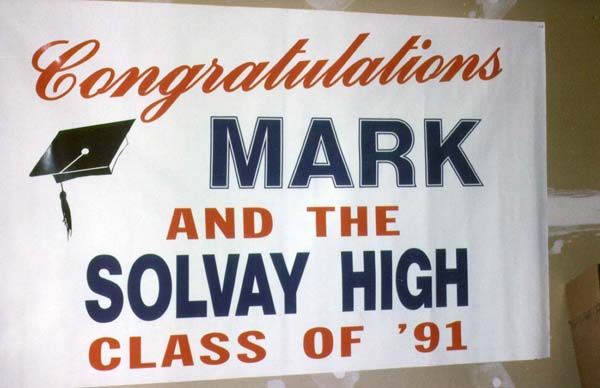 Congratulations
MARK
AND THE
SOLVAY HIGH
CLASS OF '91